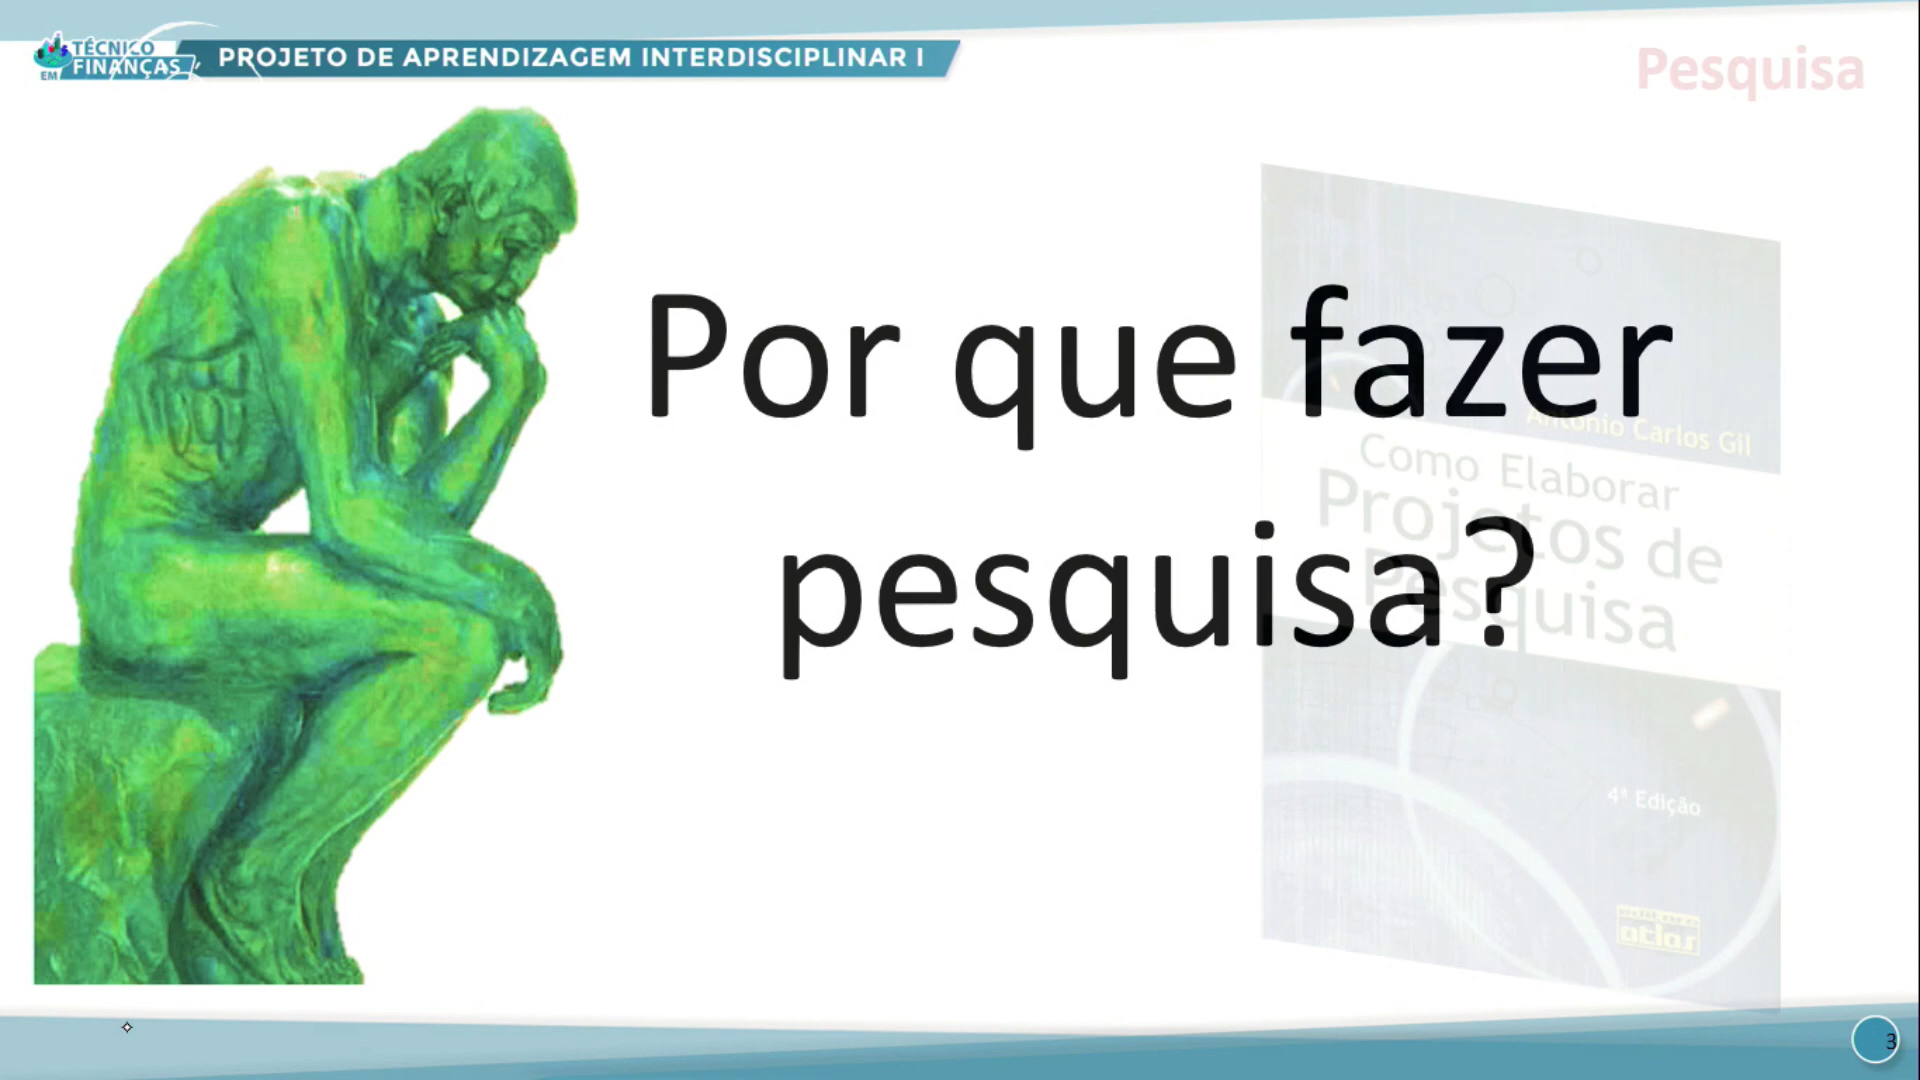 TÉCNICO
EM FINANÇAS
PROJETO DE APRENDIZAGEM INTERDISCIPLINAR I
Pesquisa
Por que fazer
pesquisa?
Antonio Carlos Gil
Como Elaborar
Projetos de
Pesquisa
4ª Edição
editora
atlas
3